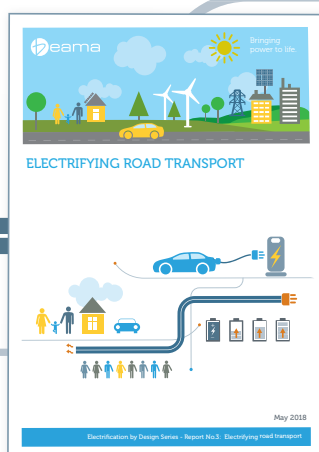 beama
Bringing
power to life
ELECTRIFYING ROAD TRANSPORT
May 2018
Electrification by Design Series - Report No.3: Electrifying road transport